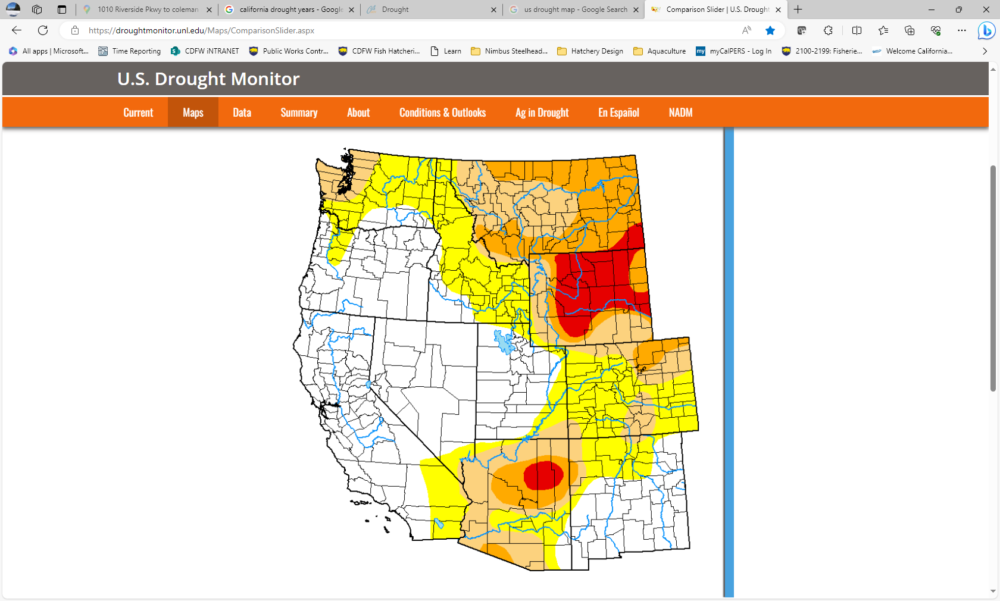 1010 Riverside Pkwy to coleman
california drought years - Google
Drought
us drought map - Google Search
Comparison Slider | U.S. Drought
https://droughtmonitor.unl.edu/Maps/ComparisonSlider.aspx
All apps | Microsoft...
Time Reporting
CDFW iNTRANET
Public Works Contr...
CDFW Fish Hatcheri...
Learn
Nimbus Steelhead...
Hatchery Design
Aquaculture
my
myCalPERS - Log In
2100-2199: Fisherie...
Welcome California...
U.S. Drought Monitor
Current
Maps
Data
Summary
About
Conditions & Outlooks
Ag in Drought
En Español
NADM